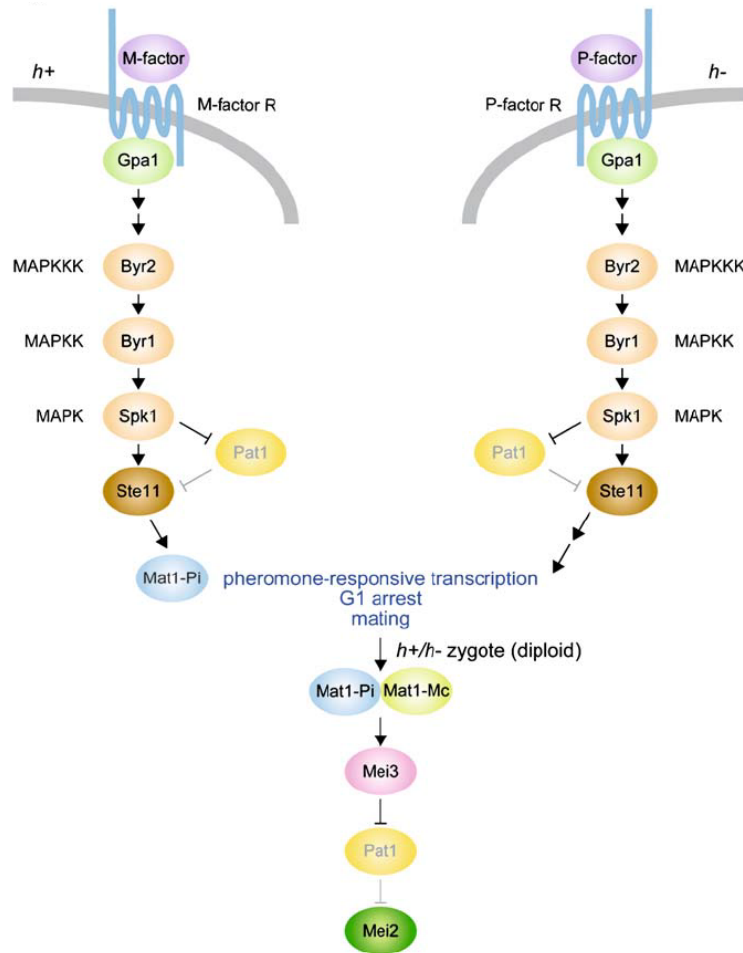 M-factor
P-factor
h+
h-
M-factor R
P-factor R
Gpa1
Gpa1
MAPKKK
Byr2
Byr2
MAPKKK
MAPKK
Byr1
Byr1
MAPKK
MAPK
Spk1
Spk1
MAPK
Pat1
Pat1
Ste11
Ste11
Mat1-Pi
pheromone-responsive transcription
G1 arrest
mating
h+/h- zygote (diploid)
Mat1-Pi
Mat1-Mc
Mei3
Pat1
Mei2